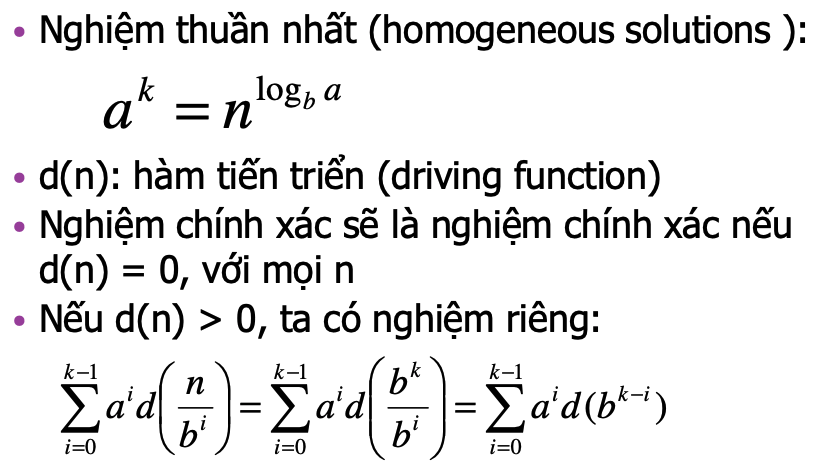 • Nghiệm thuần nhất (homogeneous solutions ):
a^k = n^{log_b a}
• d(n): hàm tiến triển (driving function)
• Nghiệm chính xác sẽ là nghiệm chính xác nếu
d(n) = 0, với mọi n
• Nếu d(n) > 0, ta có nghiệm riêng:
\sum_{i=0}^{k-1} a^i d\left(\frac{n}{b^i}\right) = \sum_{i=0}^{k-1} a^i d\left(\frac{b^k}{b^i}\right) = \sum_{i=0}^{k-1} a^i d(b^{k-i})